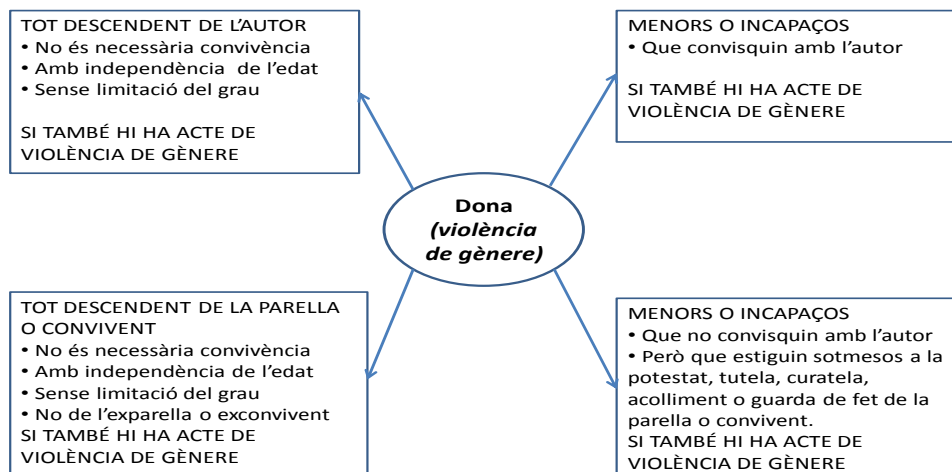 TOT DESCENDENT DE L’AUTOR
• No és necessària convivència
• Amb independència de l’edat
• Sense limitació del grau
SI TAMBÉ HI HA ACTE DE
VIOLÈNCIA DE GÈNERE
MENORS O INCAPAÇOS
• Que convisquin amb l’autor
SI TAMBÉ HI HA ACTE DE
VIOLÈNCIA DE GÈNERE
Dona
(violència
de gènere)
TOT DESCENDENT DE LA PARELLA
O CONVIVENT
• No és necessària convivència
• Amb independència de l’edat
• Sense limitació del grau
• No de l’exparella o exconvivent
SI TAMBÉ HI HA ACTE DE
VIOLÈNCIA DE GÈNERE
MENORS O INCAPAÇOS
• Que no convisquin amb l’autor
• Però que estiguin sotmesos a la
potestat, tutela, curatela,
acolliment o guarda de fet de la
parella o convivent.
SI TAMBÉ HI HA ACTE DE
VIOLÈNCIA DE GÈNERE